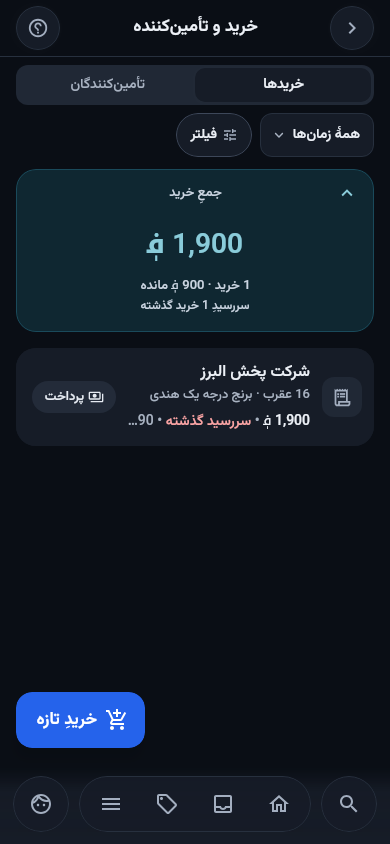 خرید و تأمین‌کننده
خریدها
تأمین‌کنندگان
همهٔ زمان‌ها
فیلتر
جمعِ خرید
1,900 ؋
1 خرید · 900 ؋ مانده
سررسیدِ 1 خرید گذشته
شرکت پخش البرز
16 عقرب · برنج درجه یک هندی
1,900 ؋ • سررسید گذشته • 90…
پرداخت
خریدِ تازه